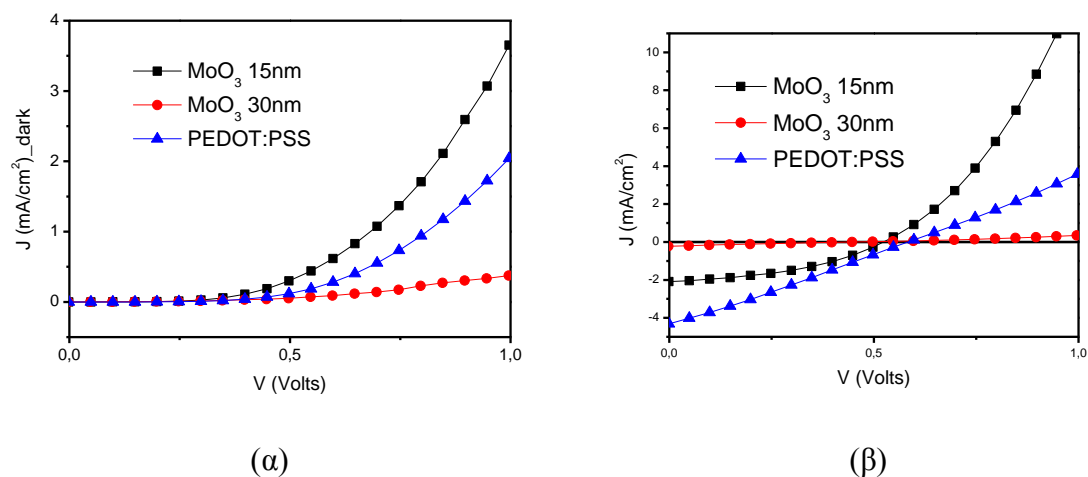 4
3
2
1
0
J (mA/cm²)_dark
MoO₃ 15nm
MoO₃ 30nm
PEDOT:PSS
0,0 0,5 1,0
V (Volts)
(α)
10
8
6
4
2
0
-2
-4
J (mA/cm²)
MoO₃ 15nm
MoO₃ 30nm
PEDOT:PSS
0,0 0,5 1,0
V (Volts)
(β)